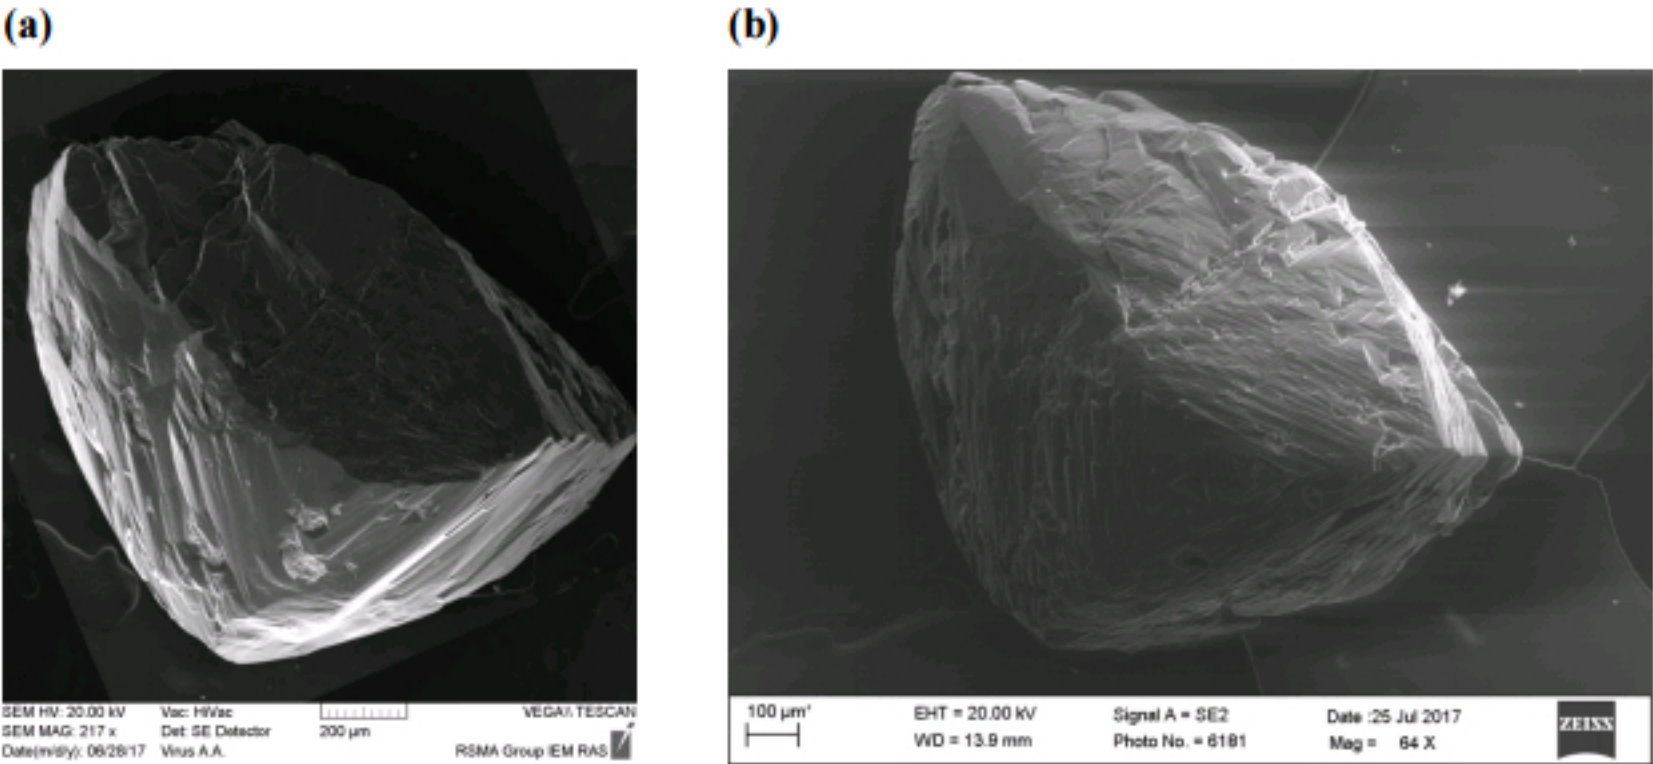 (a)
(b)
SEM HV: 20.00 kV Vac: HiVac VEGA\\ TESCAN
SEM MAG: 217 x Det: SE Detector 200 µm
Date(m/d/y): 06/28/17 Virus A.A. RSMA Group IEM RAS
100 µm EHT = 20.00 kV Signal A = SE2 Date :25 Jul 2017
WD = 13.9 mm Photo No. = 6181 Mag = 64 X
ZEISS